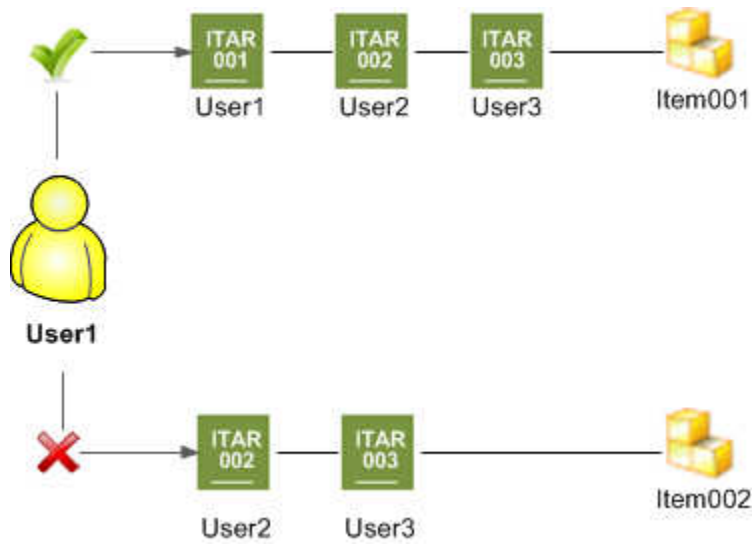 ITAR
001
ITAR
002
ITAR
003
User1
User2
User3
Item001
User1
ITAR
002
ITAR
003
Item002
User2
User3